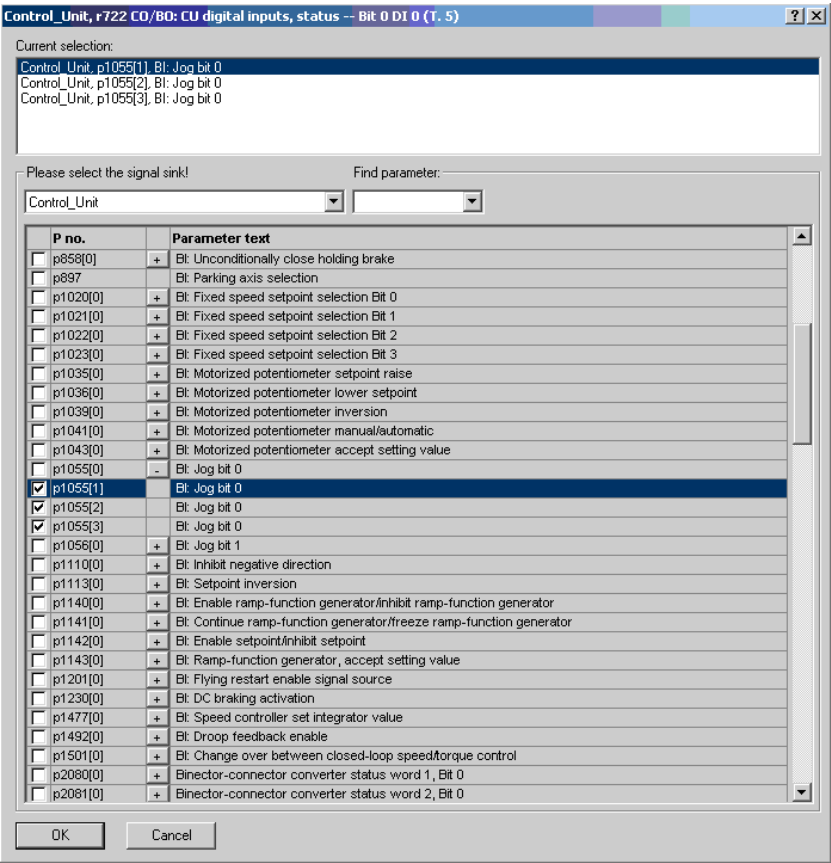 Control_Unit, r722 CO/BO: CU digital inputs, status -- Bit 0 DI 0 (T. 5)
Current selection:
Control_Unit, p1055[1], BI: Jog bit 0
Control_Unit, p1055[2], BI: Jog bit 0
Control_Unit, p1055[3], BI: Jog bit 0
Please select the signal sink! Find parameter:
Control_Unit
P no. Parameter text
p858[0] + BI: Unconditionally close holding brake
p897 BI: Parking axis selection
p1020[0] + BI: Fixed speed setpoint selection Bit 0
p1021[0] + BI: Fixed speed setpoint selection Bit 1
p1022[0] + BI: Fixed speed setpoint selection Bit 2
p1023[0] + BI: Fixed speed setpoint selection Bit 3
p1035[0] + BI: Motorized potentiometer setpoint raise
p1036[0] + BI: Motorized potentiometer lower setpoint
p1039[0] + BI: Motorized potentiometer inversion
p1041[0] + BI: Motorized potentiometer manual/automatic
p1043[0] + BI: Motorized potentiometer accept setting value
p1055[0] - BI: Jog bit 0
p1055[1] BI: Jog bit 0
p1055[2] BI: Jog bit 0
p1055[3] BI: Jog bit 0
p1056[0] + BI: Jog bit 1
p1110[0] + BI: Inhibit negative direction
p1113[0] + BI: Setpoint inversion
p1140[0] + BI: Enable ramp-function generator/inhibit ramp-function generator
p1141[0] + BI: Continue ramp-function generator/freeze ramp-function generator
p1142[0] + BI: Enable setpoint/inhibit setpoint
p1143[0] + BI: Ramp-function generator, accept setting value
p1201[0] + BI: Flying restart enable signal source
p1230[0] + BI: DC braking activation
p1477[0] + BI: Speed controller set integrator value
p1492[0] + BI: Droop feedback enable
p1501[0] + BI: Change over between closed-loop speed/torque control
p2080[0] + Binector-connector converter status word 1, Bit 0
p2081[0] + Binector-connector converter status word 2, Bit 0
OK Cancel